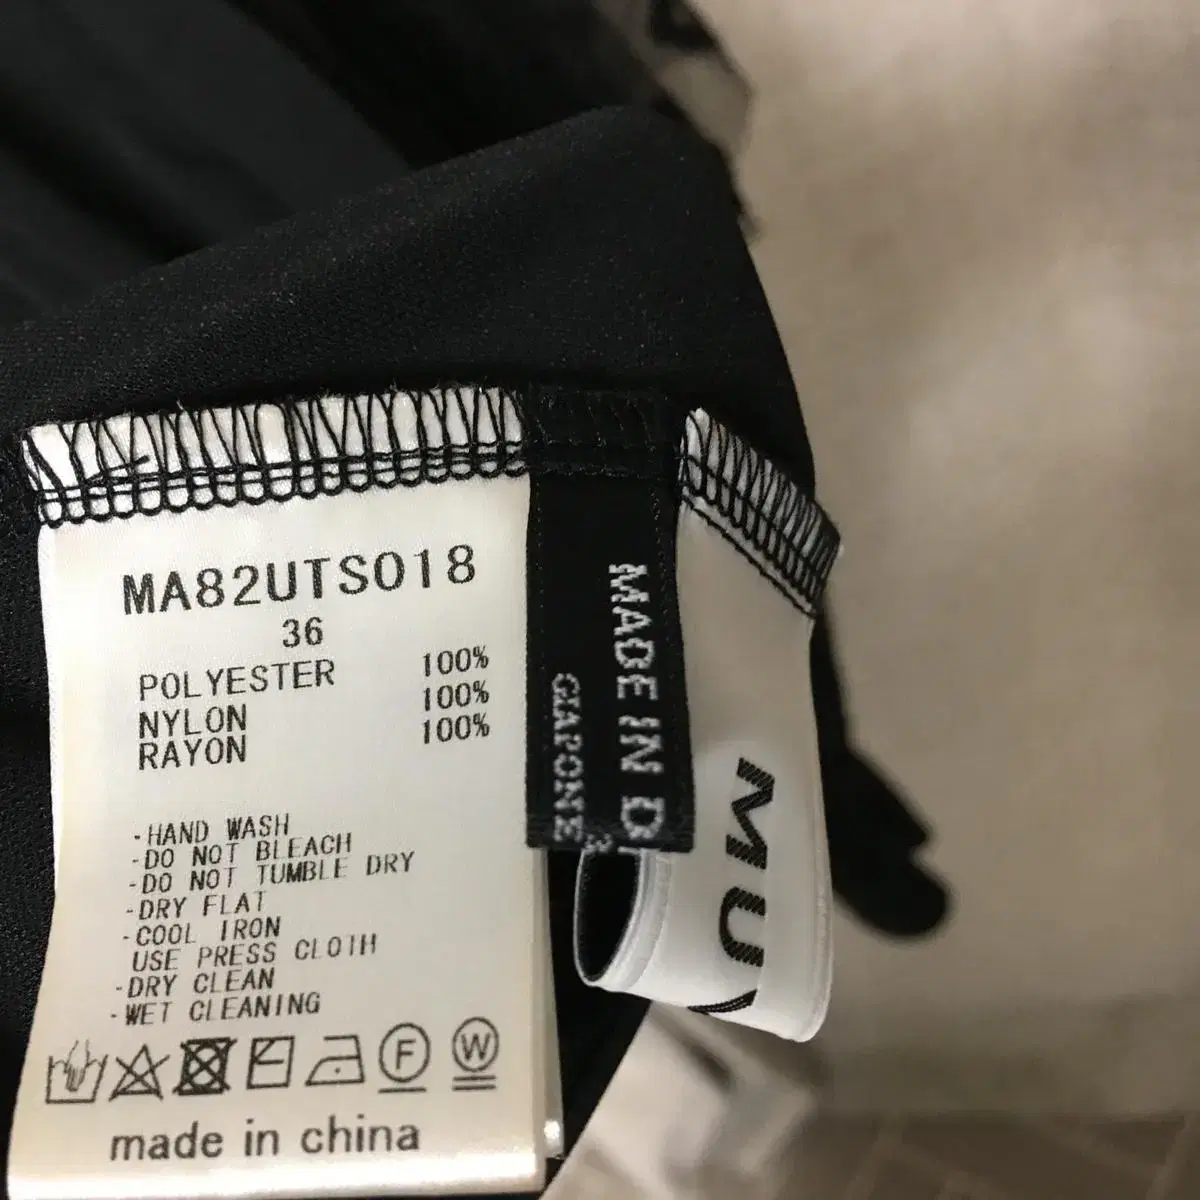 MA82UTS018
36
POLYESTER 100%
NYLON 100%
RAYON 100%
-HAND WASH
-DO NOT BLEACH
-DO NOT TUMBLE DRY
-DRY FLAT
-COOL IRON
USE PRESS CLOTH
-DRY CLEAN
-WET CLEANING
F W
made in china
MADE IN
GIAPONE
MU